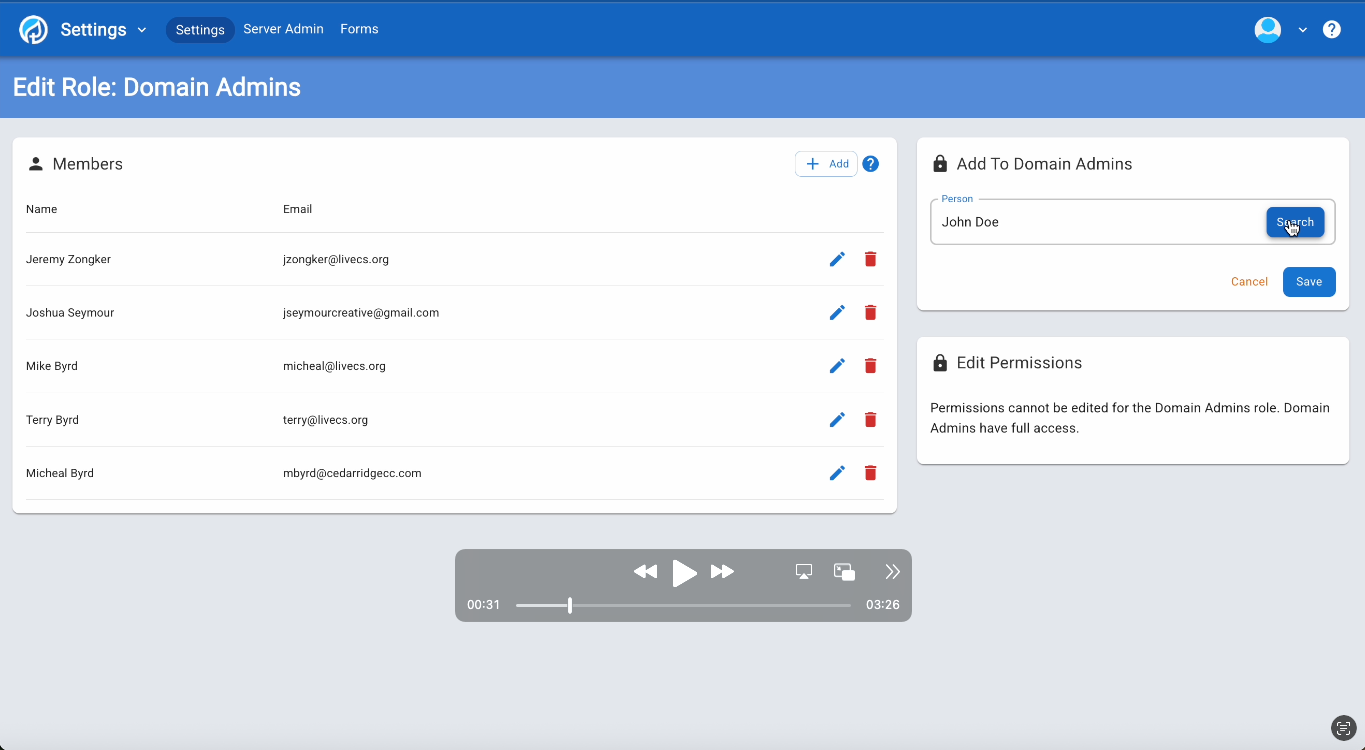 Settings
Settings
Server Admin
Forms
Edit Role: Domain Admins
Members
Add
Name
Email
Jeremy Zongker
jzongker@livecs.org
Joshua Seymour
jseymourcreative@gmail.com
Mike Byrd
micheal@livecs.org
Terry Byrd
terry@livecs.org
Micheal Byrd
mbyrd@cedarridgecc.com
Add To Domain Admins
Person
John Doe
Search
Cancel
Save
Edit Permissions
Permissions cannot be edited for the Domain Admins role. Domain
Admins have full access.
00:31
03:26